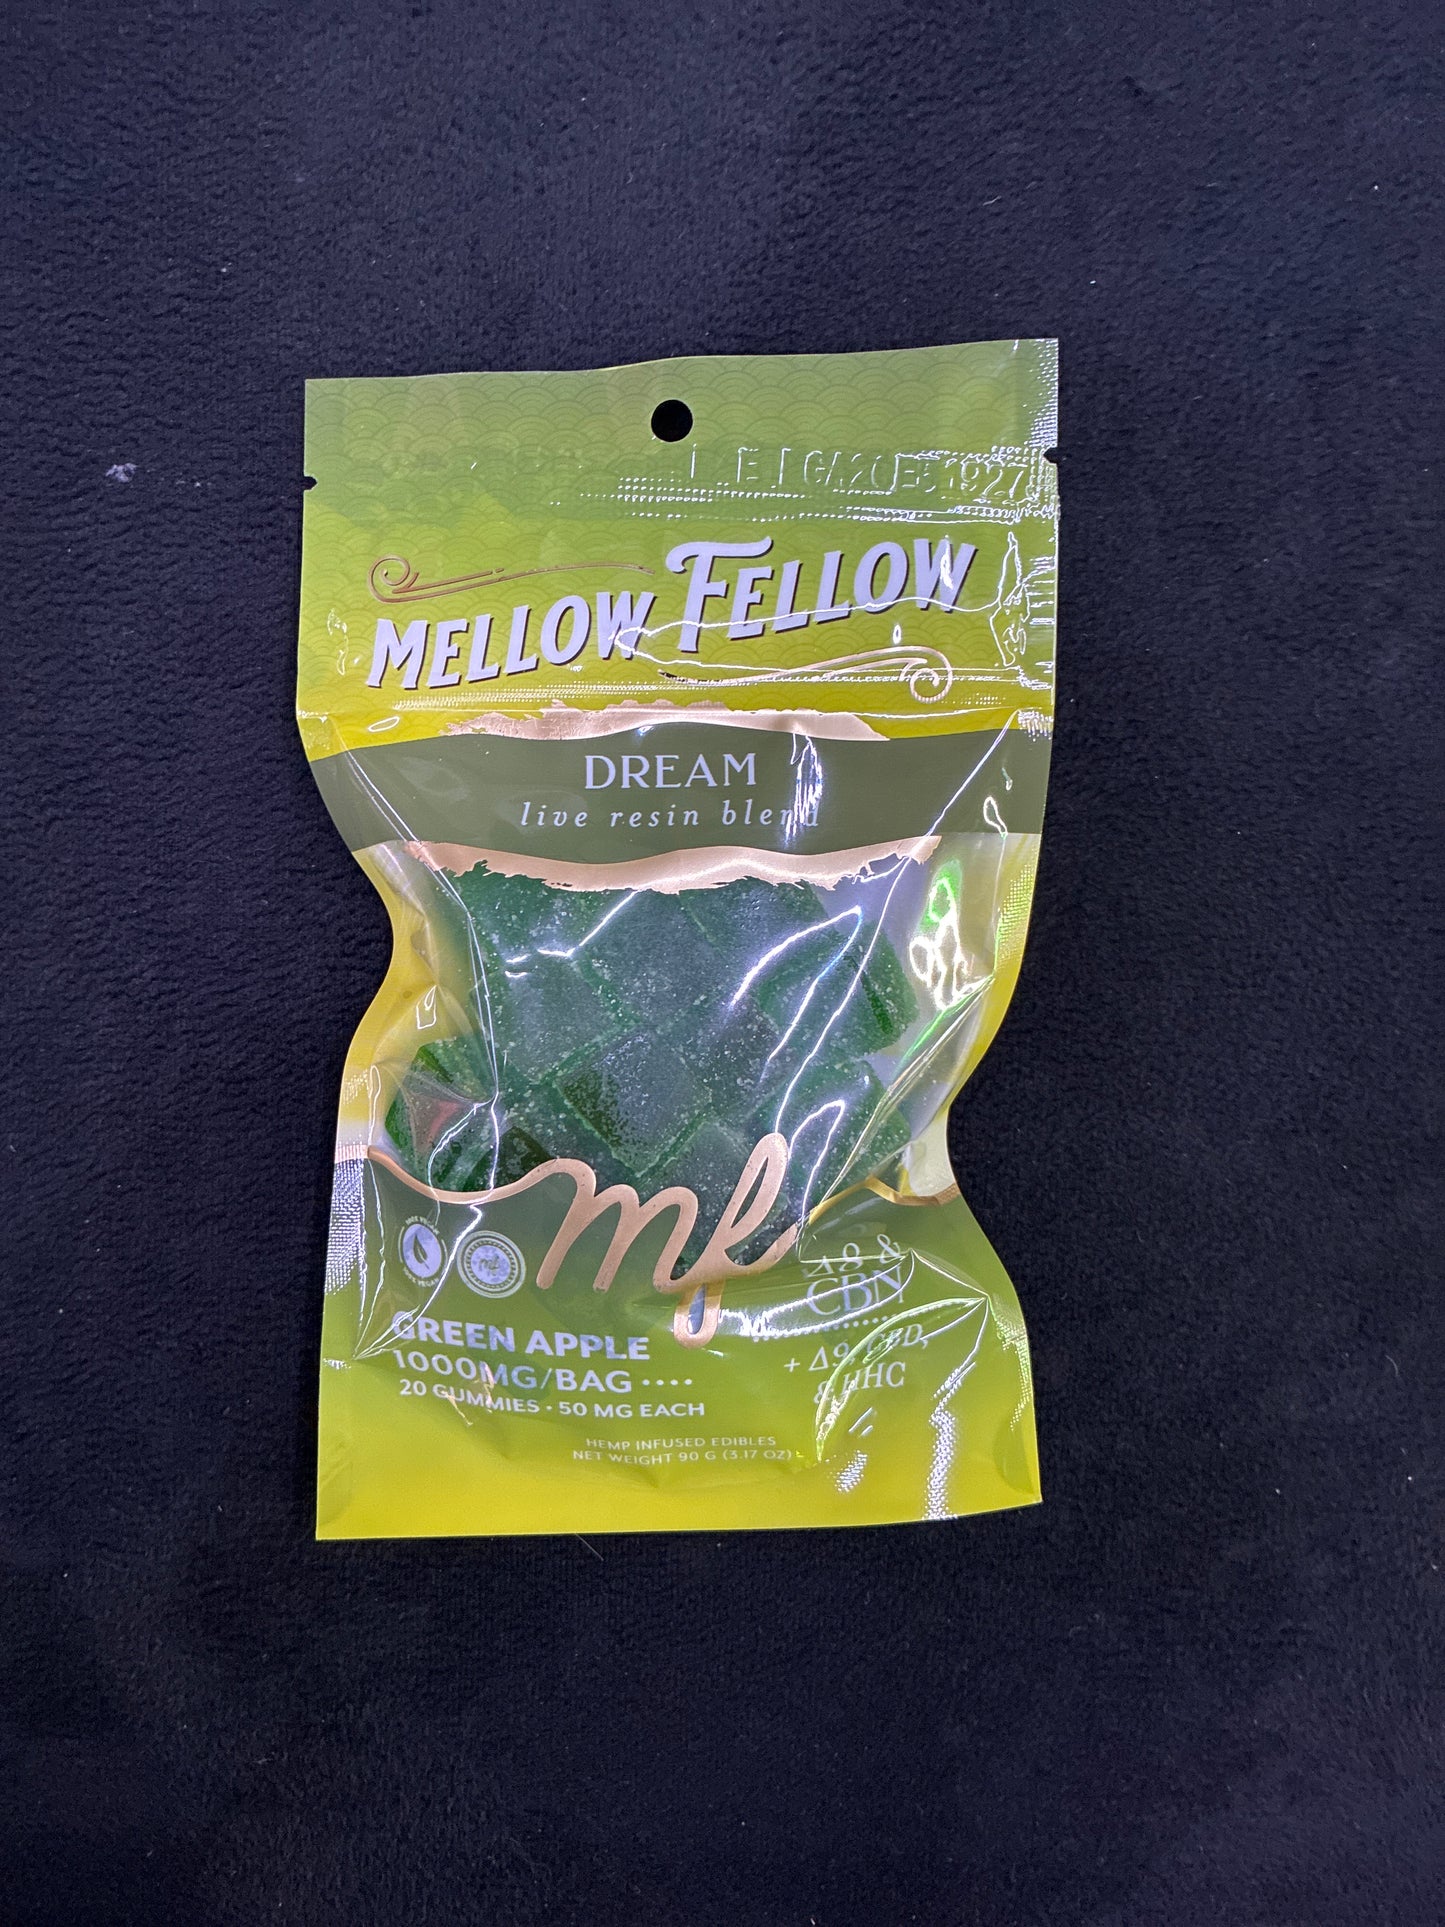 MELLOW FELLOW
DREAM
live resin blend
mf
GREEN APPLE
1000MG/BAG ····
20 GUMMIES · 50 MG EACH
HEMP INFUSED EDIBLES
NET WEIGHT 90 G (3.17 OZ)
Δ8 &
CBN
+ Δ9, CBD,
& HHC